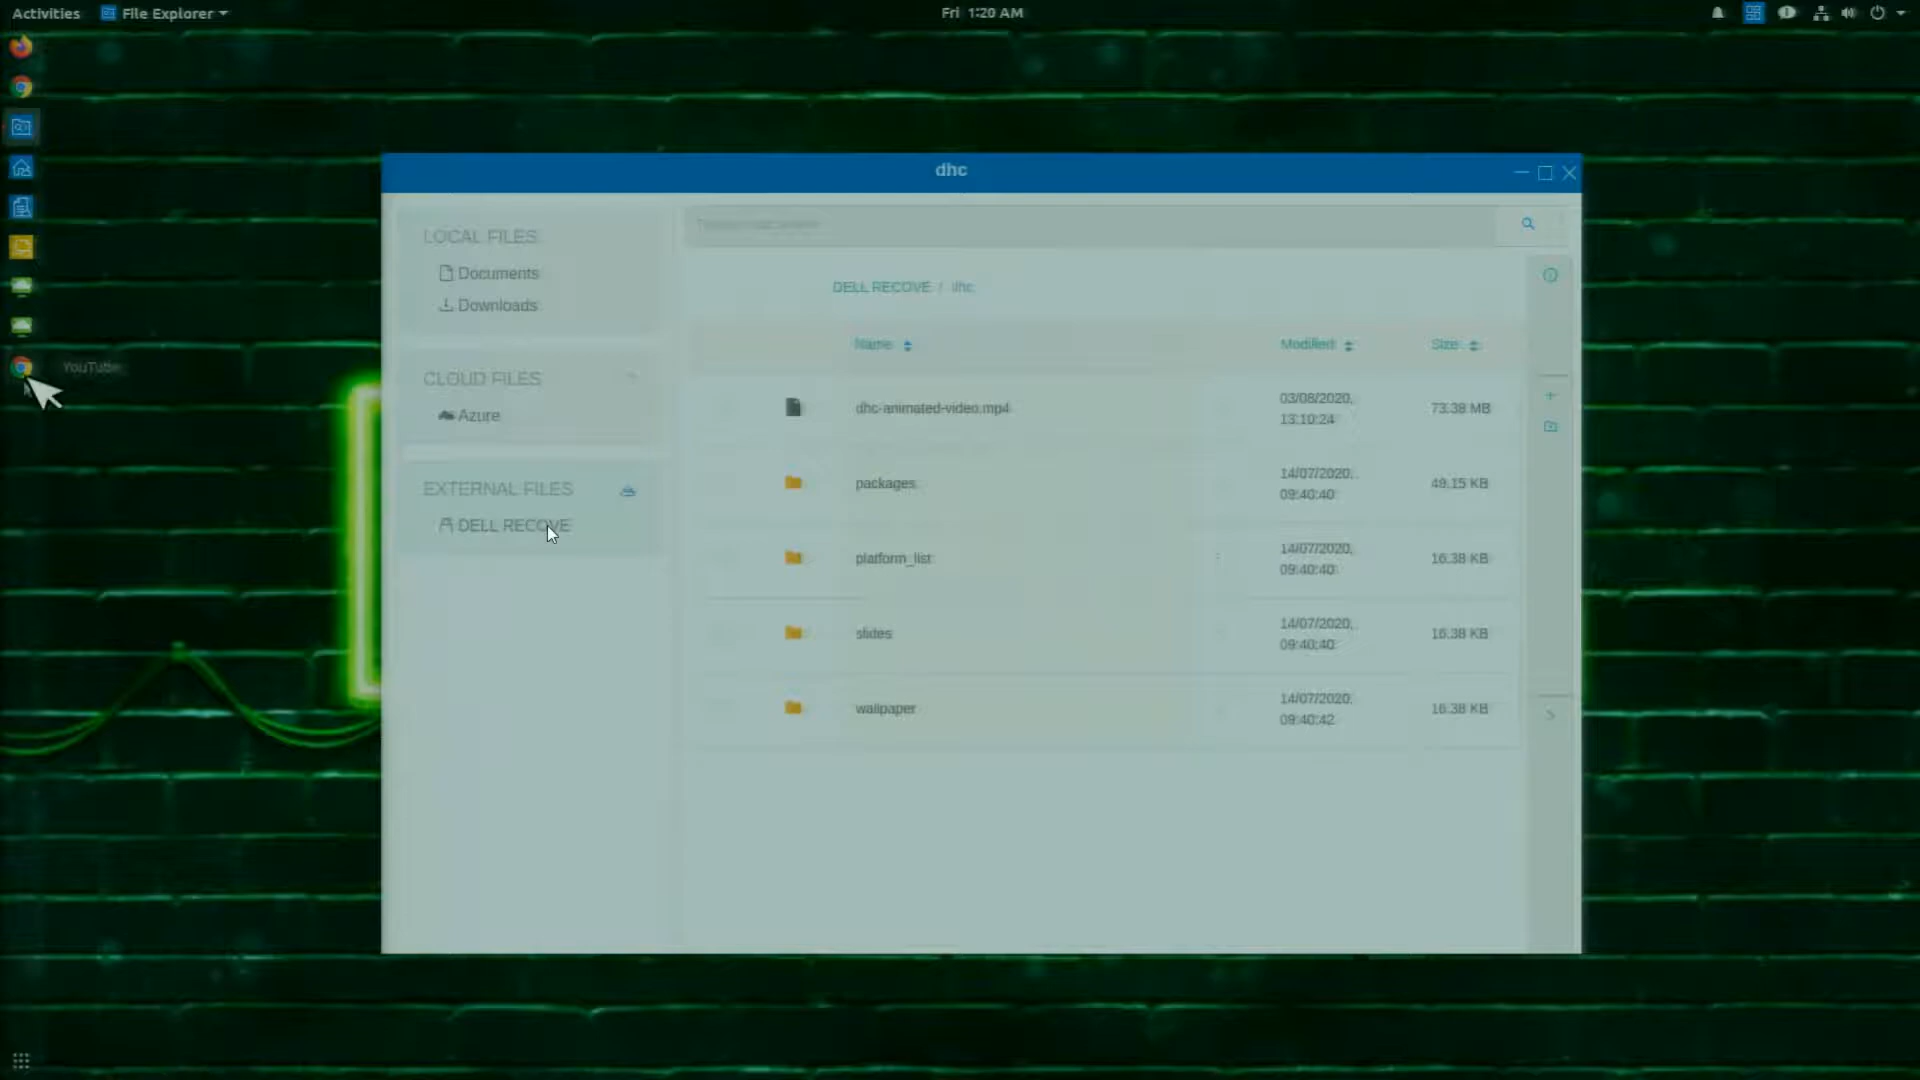 Activities
File Explorer
Fri 1:20 AM
dhc
LOCAL FILES
Documents
Downloads
CLOUD FILES
Azure
EXTERNAL FILES
DELL RECOVE
YouTube
DELL RECOVE / dhc
Name Modified Size
dhc-animated-video.mp4 03/08/2020, 73.38 MB
13:10:24
packages 14/07/2020, 49.15 KB
09:40:40
platform_list 14/07/2020, 16.38 KB
09:40:40
slides 14/07/2020, 16.38 KB
09:40:40
wallpaper 14/07/2020, 16.38 KB
09:40:42